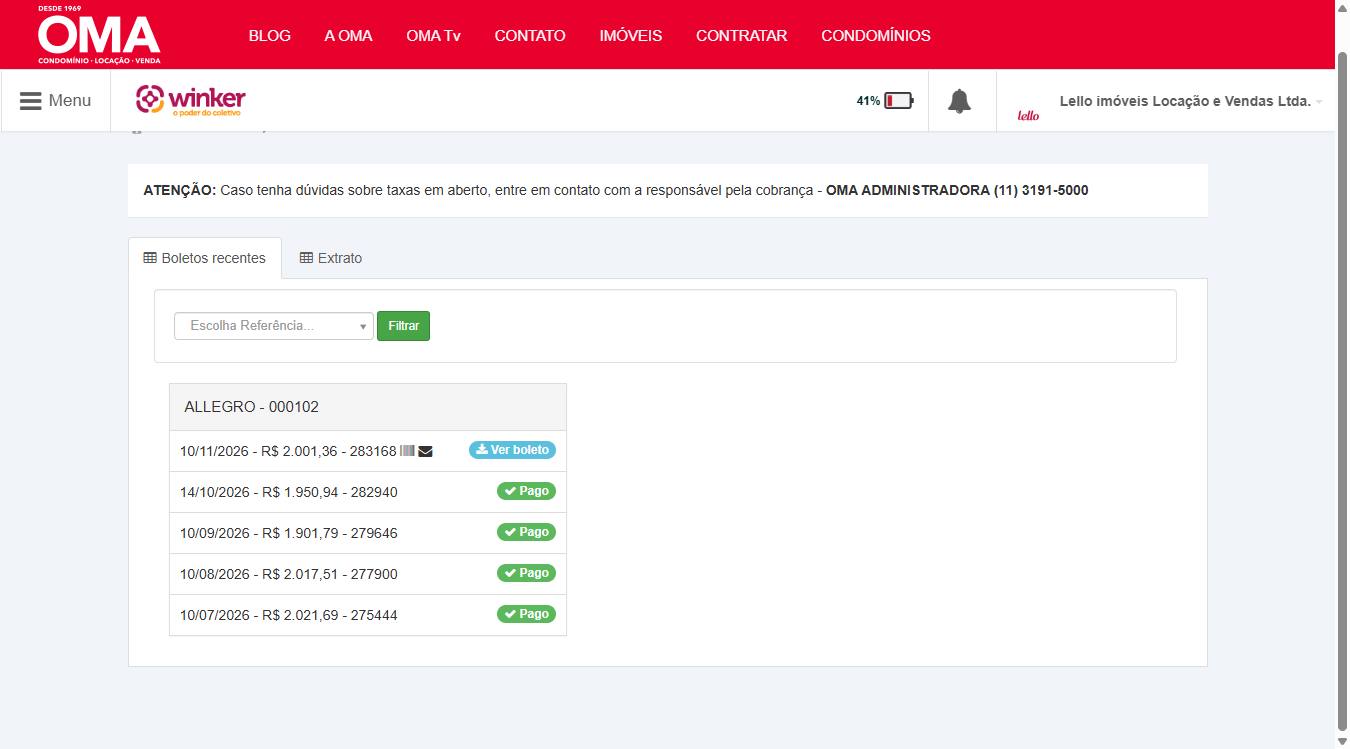 DESDE 1969
OMA
CONDOMÍNIO · LOCAÇÃO · VENDA
BLOG A OMA OMA Tv CONTATO IMÓVEIS CONTRATAR CONDOMÍNIOS
Menu
winker
o poder do coletivo
41%
lello
Lello imóveis Locação e Vendas Ltda.
ATENÇÃO: Caso tenha dúvidas sobre taxas em aberto, entre em contato com a responsável pela cobrança - OMA ADMINISTRADORA (11) 3191-5000
Boletos recentes Extrato
Escolha Referência... Filtrar
ALLEGRO - 000102
10/11/2026 - R$ 2.001,36 - 283168 Ver boleto
14/10/2026 - R$ 1.950,94 - 282940 Pago
10/09/2026 - R$ 1.901,79 - 279646 Pago
10/08/2026 - R$ 2.017,51 - 277900 Pago
10/07/2026 - R$ 2.021,69 - 275444 Pago